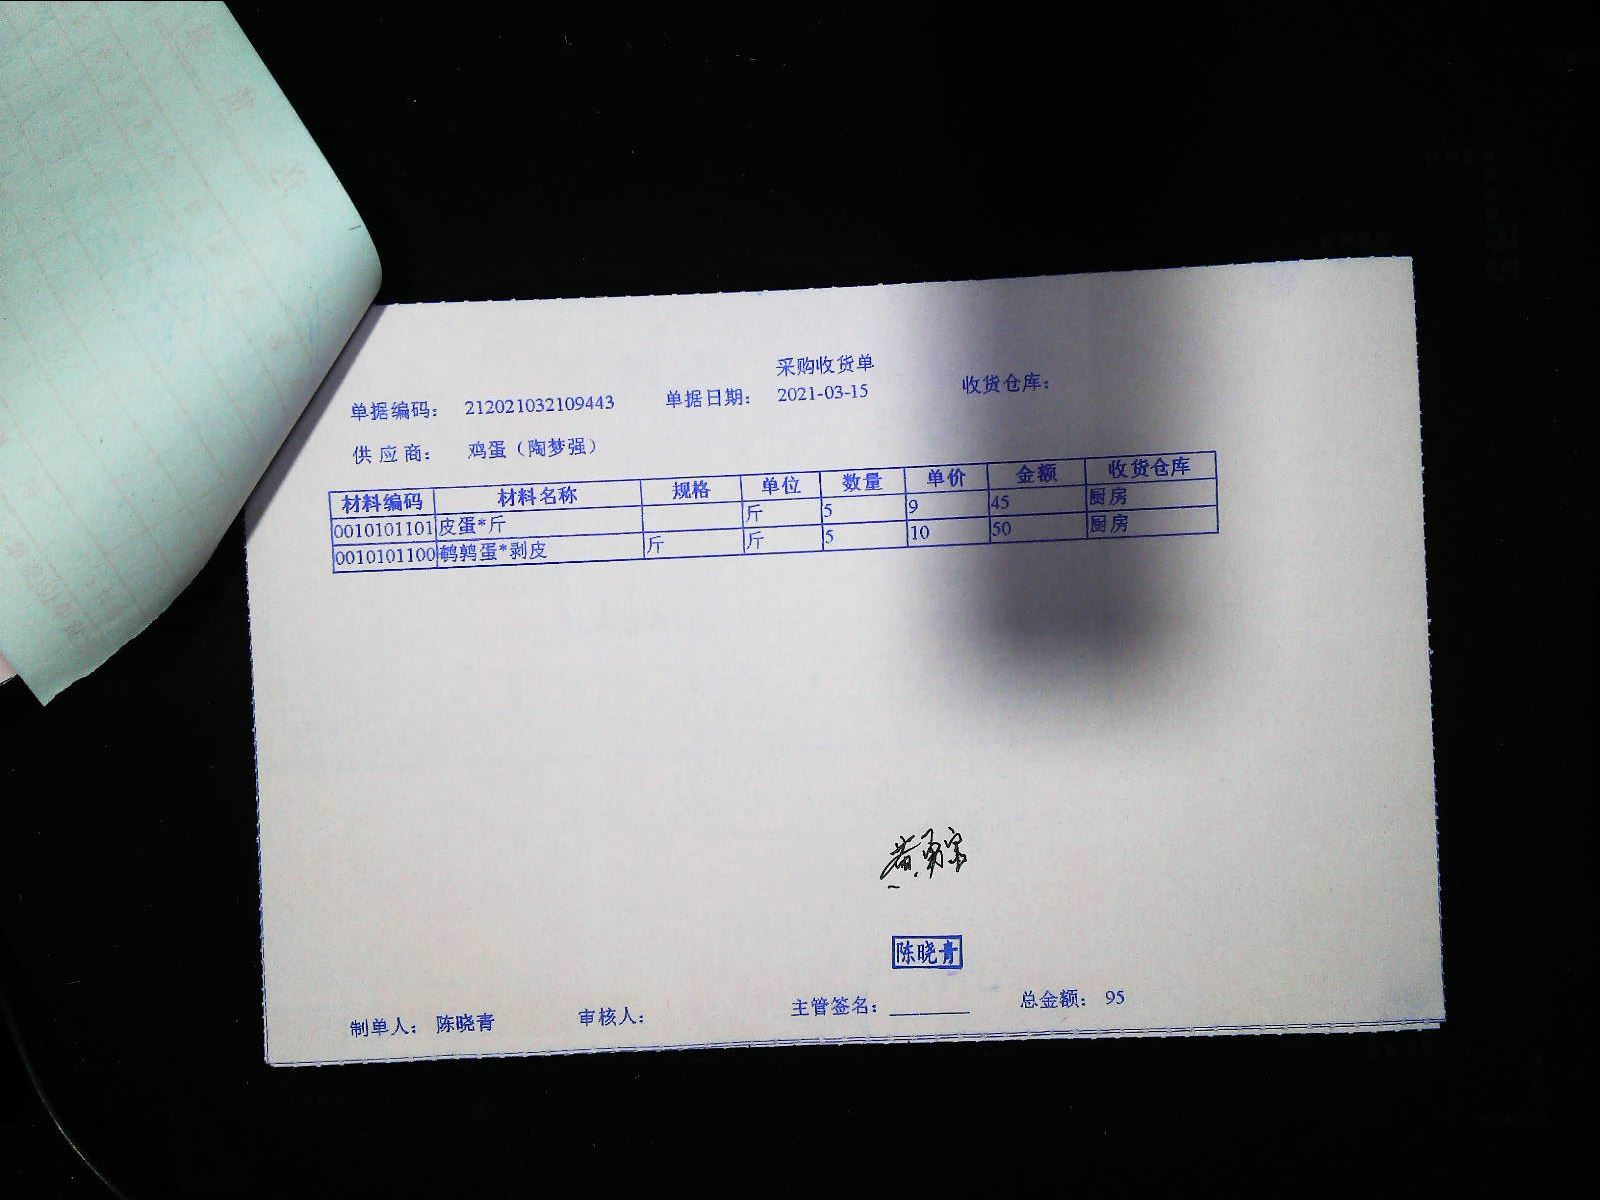 采购收货单
单据编码： 212021032109443 单据日期： 2021-03-15 收货仓库：
供 应 商： 鸡蛋（陶梦强）
材料编码 材料名称 规格 单位 数量 单价 金额 收货仓库
0010101101 皮蛋*斤 斤 5 9 45 厨房
0010101100 鹌鹑蛋*剥皮 斤 斤 5 10 50 厨房
陈晓青
制单人： 陈晓青 审核人： 主管签名：________ 总金额： 95